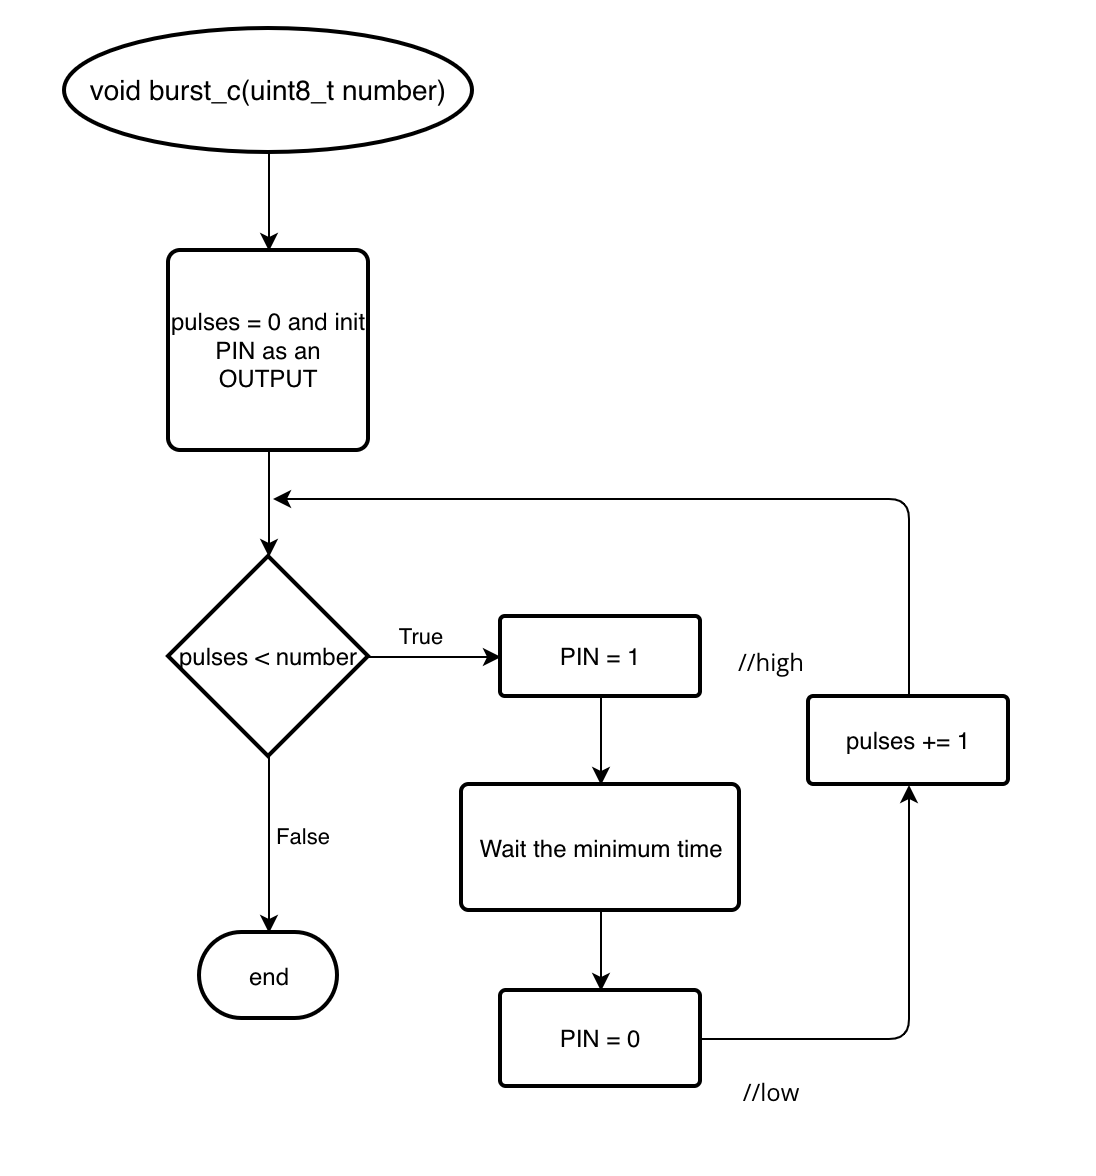 void burst_c(uint8_t number)
pulses = 0 and init
PIN as an
OUTPUT
pulses < number
True
PIN = 1
//high
pulses += 1
False
Wait the minimum time
end
PIN = 0
//low